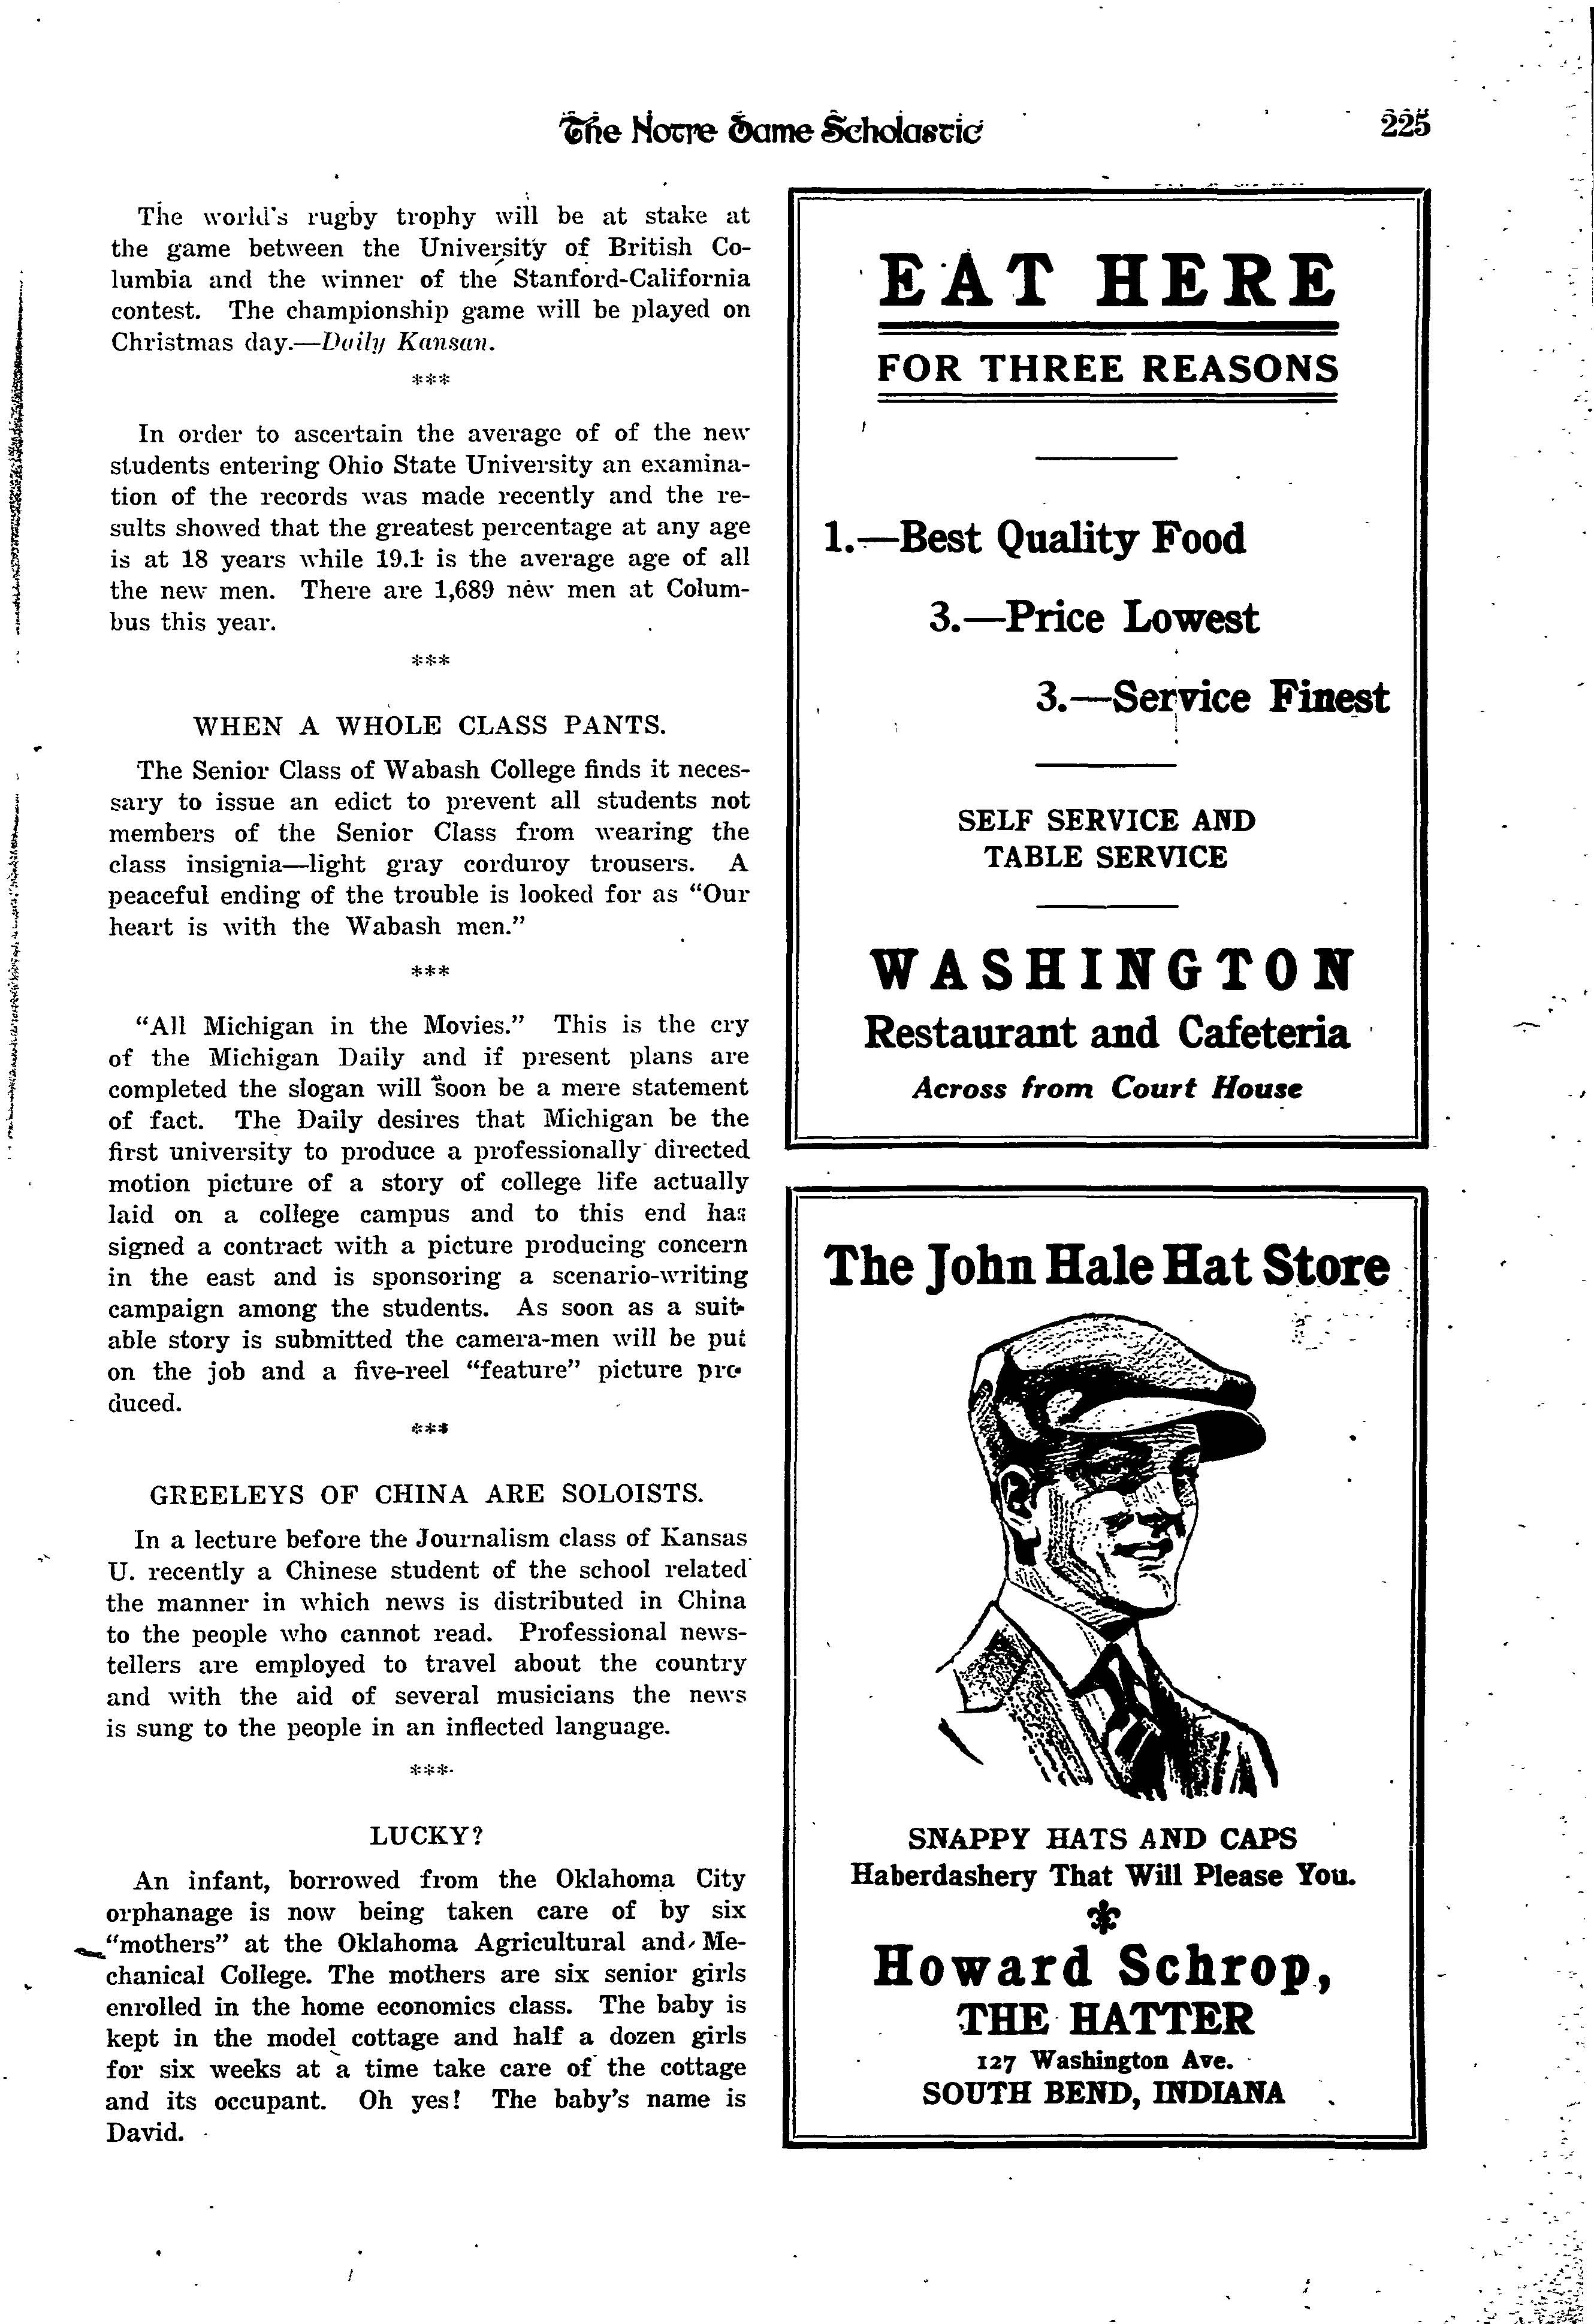 The Notre Dame Scholastic
225
The world's rugby trophy will be at stake at
the game between the University of British Co-
lumbia and the winner of the Stanford-California
contest. The championship game will be played on
Christmas day.—Daily Kansan.
***
In order to ascertain the average of of the new
students entering Ohio State University an examina-
tion of the records was made recently and the re-
sults showed that the greatest percentage at any age
is at 18 years while 19.1 is the average age of all
the new men. There are 1,689 new men at Colum-
bus this year.
***
WHEN A WHOLE CLASS PANTS.
The Senior Class of Wabash College finds it neces-
sary to issue an edict to prevent all students not
members of the Senior Class from wearing the
class insignia—light gray corduroy trousers. A
peaceful ending of the trouble is looked for as "Our
heart is with the Wabash men."
***
"All Michigan in the Movies." This is the cry
of the Michigan Daily and if present plans are
completed the slogan will soon be a mere statement
of fact. The Daily desires that Michigan be the
first university to produce a professionally directed
motion picture of a story of college life actually
laid on a college campus and to this end has
signed a contract with a picture producing concern
in the east and is sponsoring a scenario-writing
campaign among the students. As soon as a suit-
able story is submitted the camera-men will be put
on the job and a five-reel "feature" picture pro-
duced.
***
GREELEYS OF CHINA ARE SOLOISTS.
In a lecture before the Journalism class of Kansas
U. recently a Chinese student of the school related
the manner in which news is distributed in China
to the people who cannot read. Professional news-
tellers are employed to travel about the country
and with the aid of several musicians the news
is sung to the people in an inflected language.
***
LUCKY?
An infant, borrowed from the Oklahoma City
orphanage is now being taken care of by six
"mothers" at the Oklahoma Agricultural and Me-
chanical College. The mothers are six senior girls
enrolled in the home economics class. The baby is
kept in the model cottage and half a dozen girls
for six weeks at a time take care of the cottage
and its occupant. Oh yes! The baby's name is
David.
EAT HERE
FOR THREE REASONS
1.—Best Quality Food
3.—Price Lowest
3.—Service Finest
SELF SERVICE AND
TABLE SERVICE
WASHINGTON
Restaurant and Cafeteria
Across from Court House
The John Hale Hat Store
SNAPPY HATS AND CAPS
Haberdashery That Will Please You.
Howard Schrop,
THE HATTER
127 Washington Ave.
SOUTH BEND, INDIANA